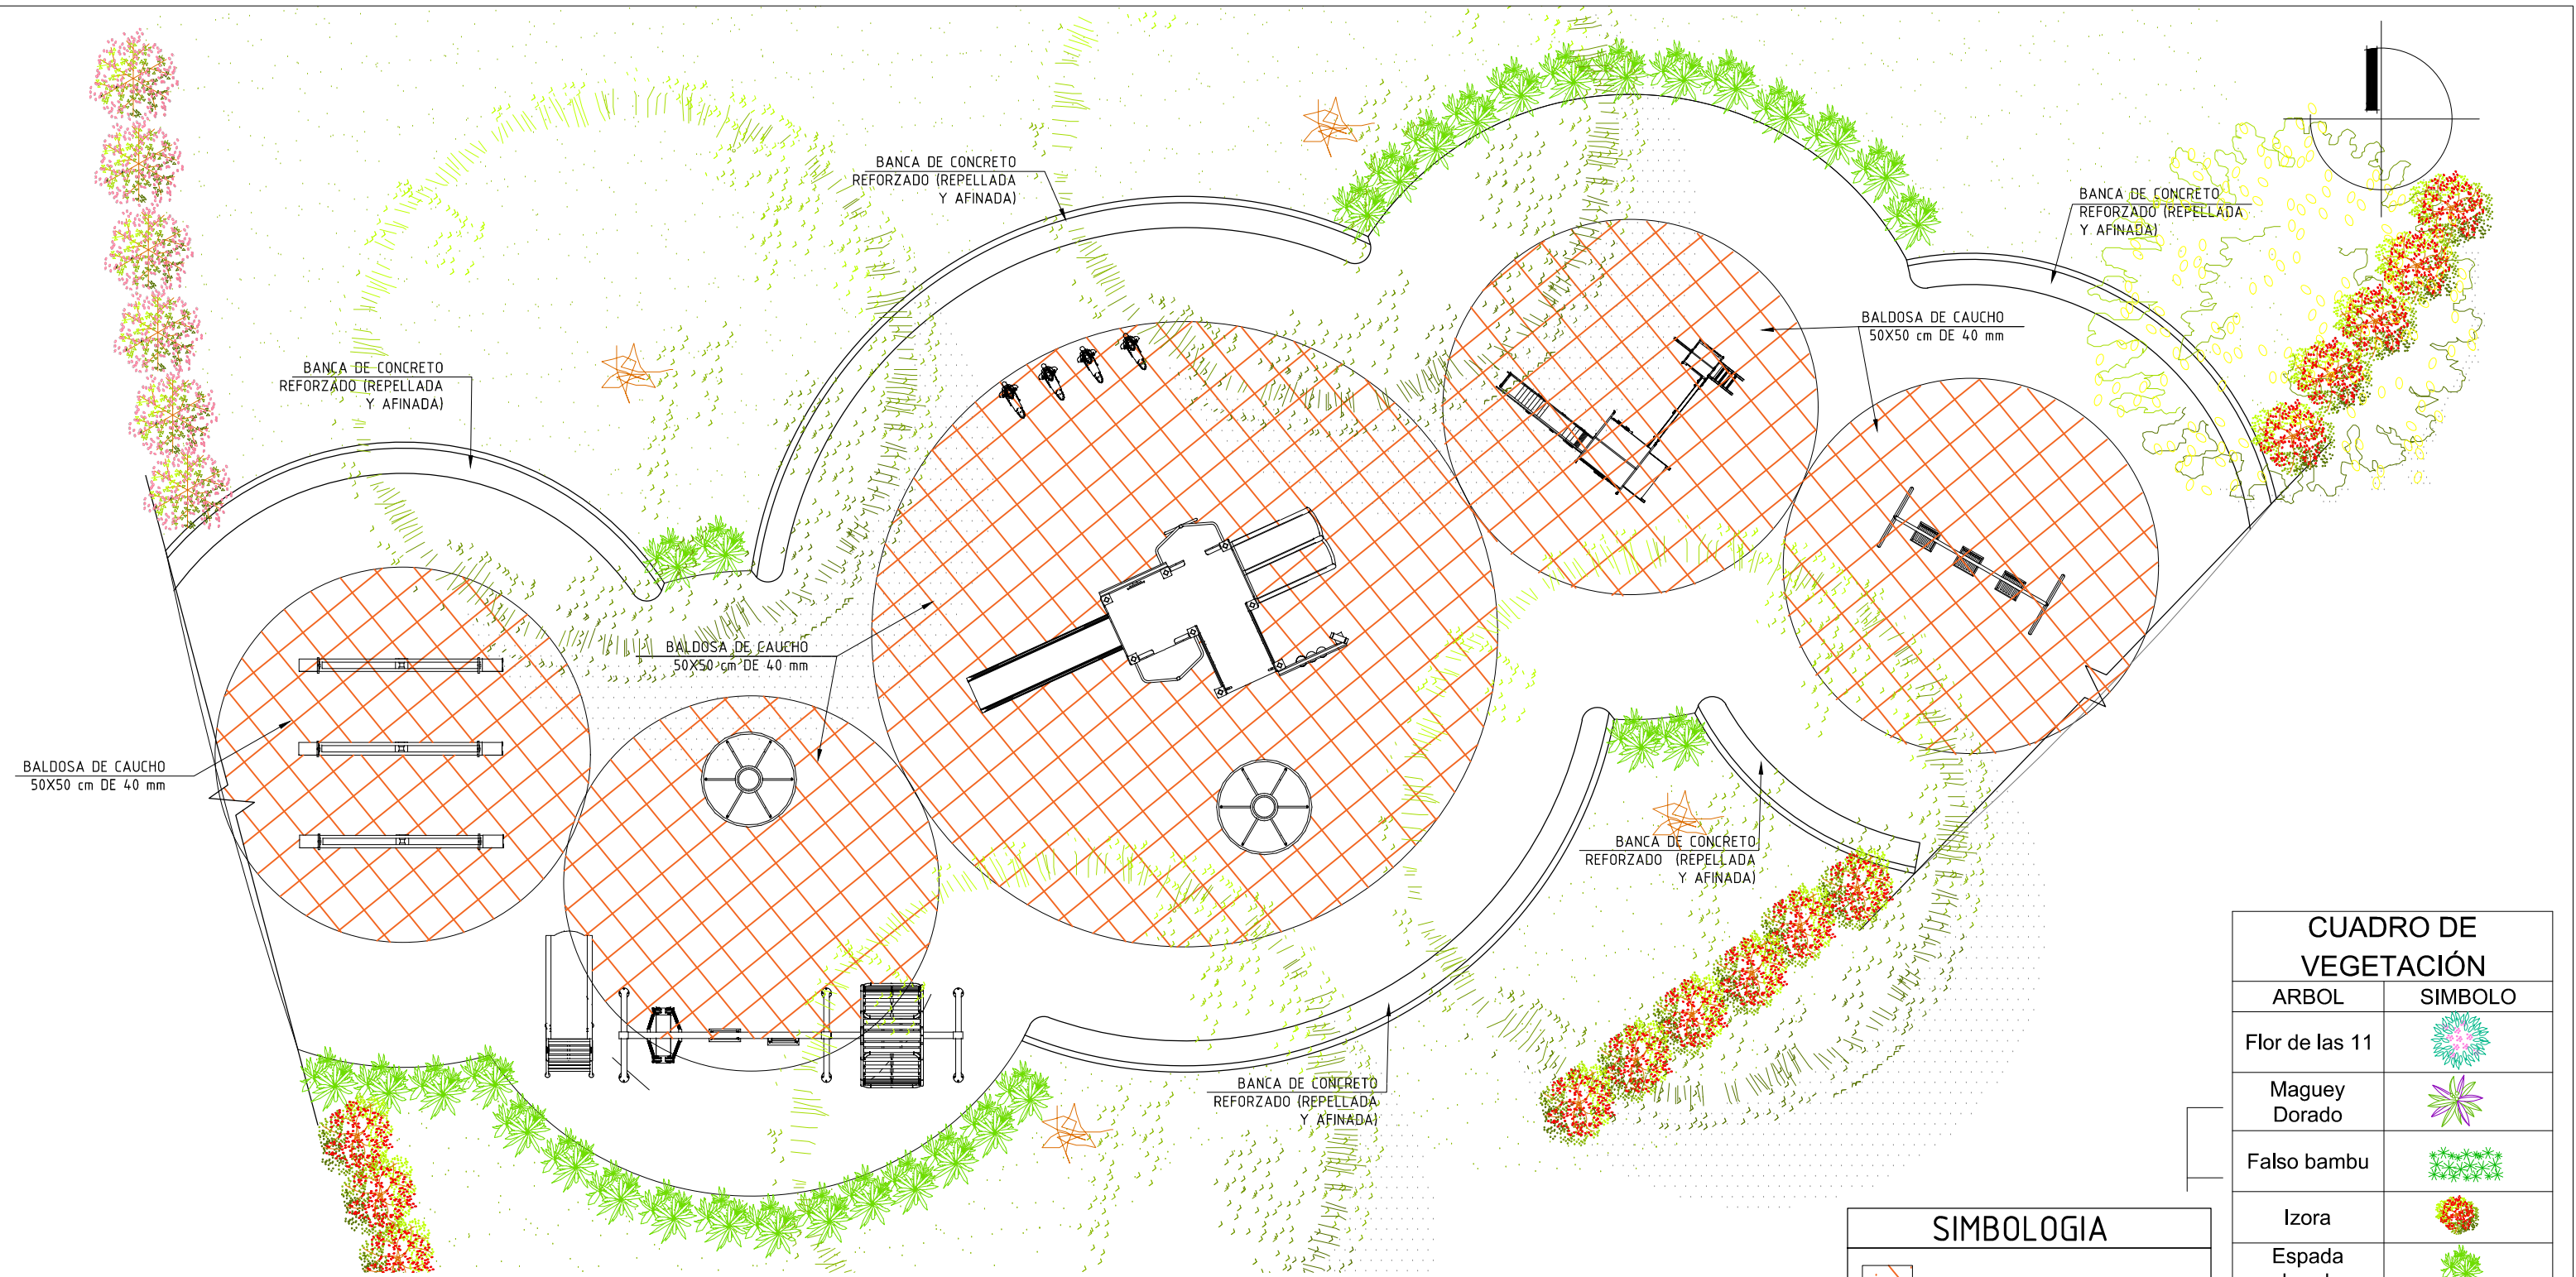 BANCA DE CONCRETO
REFORZADO (REPELLADA
Y AFINADA)
BANCA DE CONCRETO
REFORZADO (REPELLADA
Y AFINADA)
BALDOSA DE CAUCHO
50X50 cm DE 40 mm
BANCA DE CONCRETO
REFORZADO (REPELLADA
Y AFINADA)
BALDOSA DE CAUCHO
50X50 cm DE 40 mm
BALDOSA DE CAUCHO
50X50 cm DE 40 mm
BANCA DE CONCRETO
REFORZADO (REPELLADA
Y AFINADA)
BANCA DE CONCRETO
REFORZADO (REPELLADA
Y AFINADA)
CUADRO DE
VEGETACIÓN
ARBOL SIMBOLO
Flor de las 11
Maguey
Dorado
Falso bambu
Izora
Espada
SIMBOLOGIA